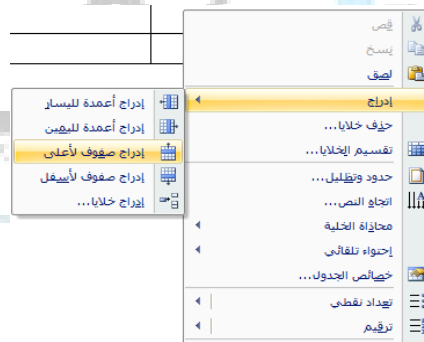 قص
نسخ
لصق
إدراج
حذف خلايا...
تقسيم الخلايا...
حدود وتظليل...
اتجاه النص...
محاذاة الخلية
إحتواء تلقائي
خصائص الجدول...
تعداد نقطي
ترقيم
إدراج أعمدة لليسار
إدراج أعمدة لليمين
إدراج صفوف لأعلى
إدراج صفوف لأسفل
إدراج خلايا...